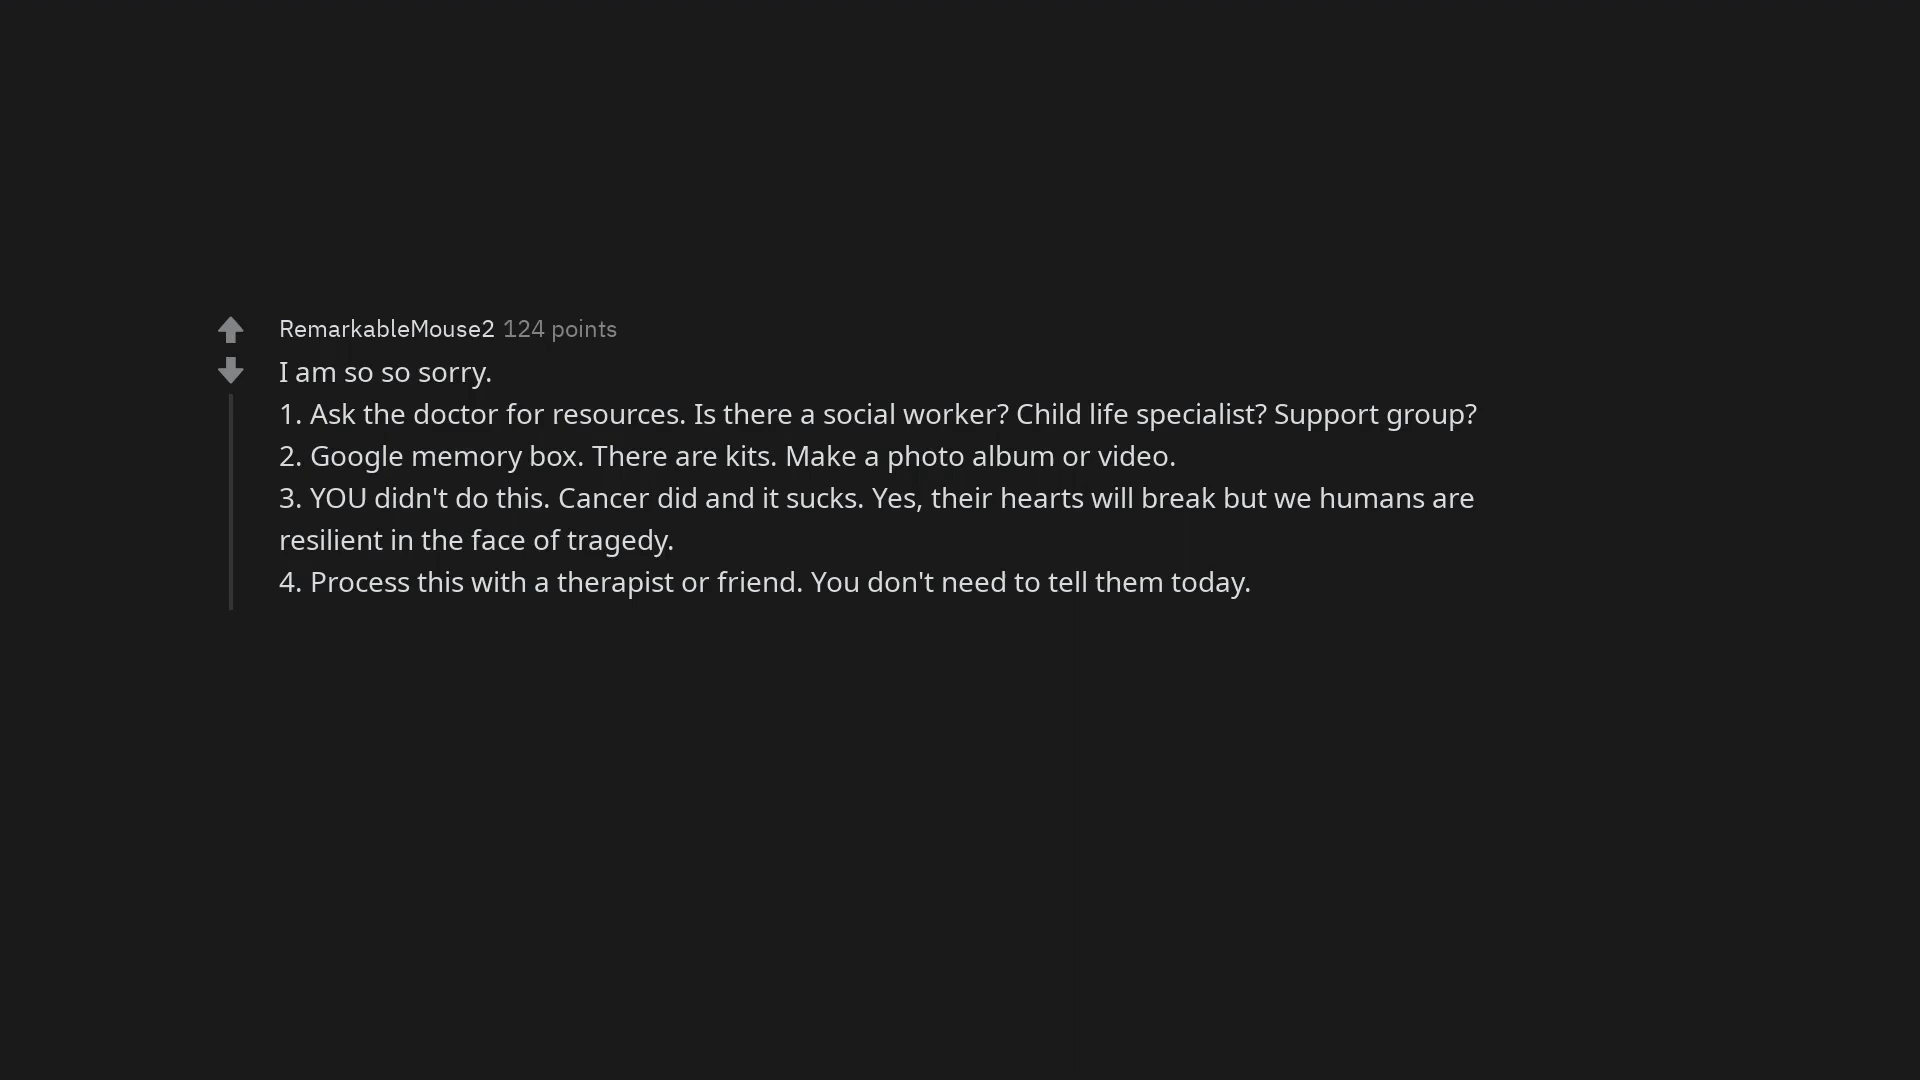 RemarkableMouse2 124 points
I am so so sorry.
1. Ask the doctor for resources. Is there a social worker? Child life specialist? Support group?
2. Google memory box. There are kits. Make a photo album or video.
3. YOU didn't do this. Cancer did and it sucks. Yes, their hearts will break but we humans are
resilient in the face of tragedy.
4. Process this with a therapist or friend. You don't need to tell them today.